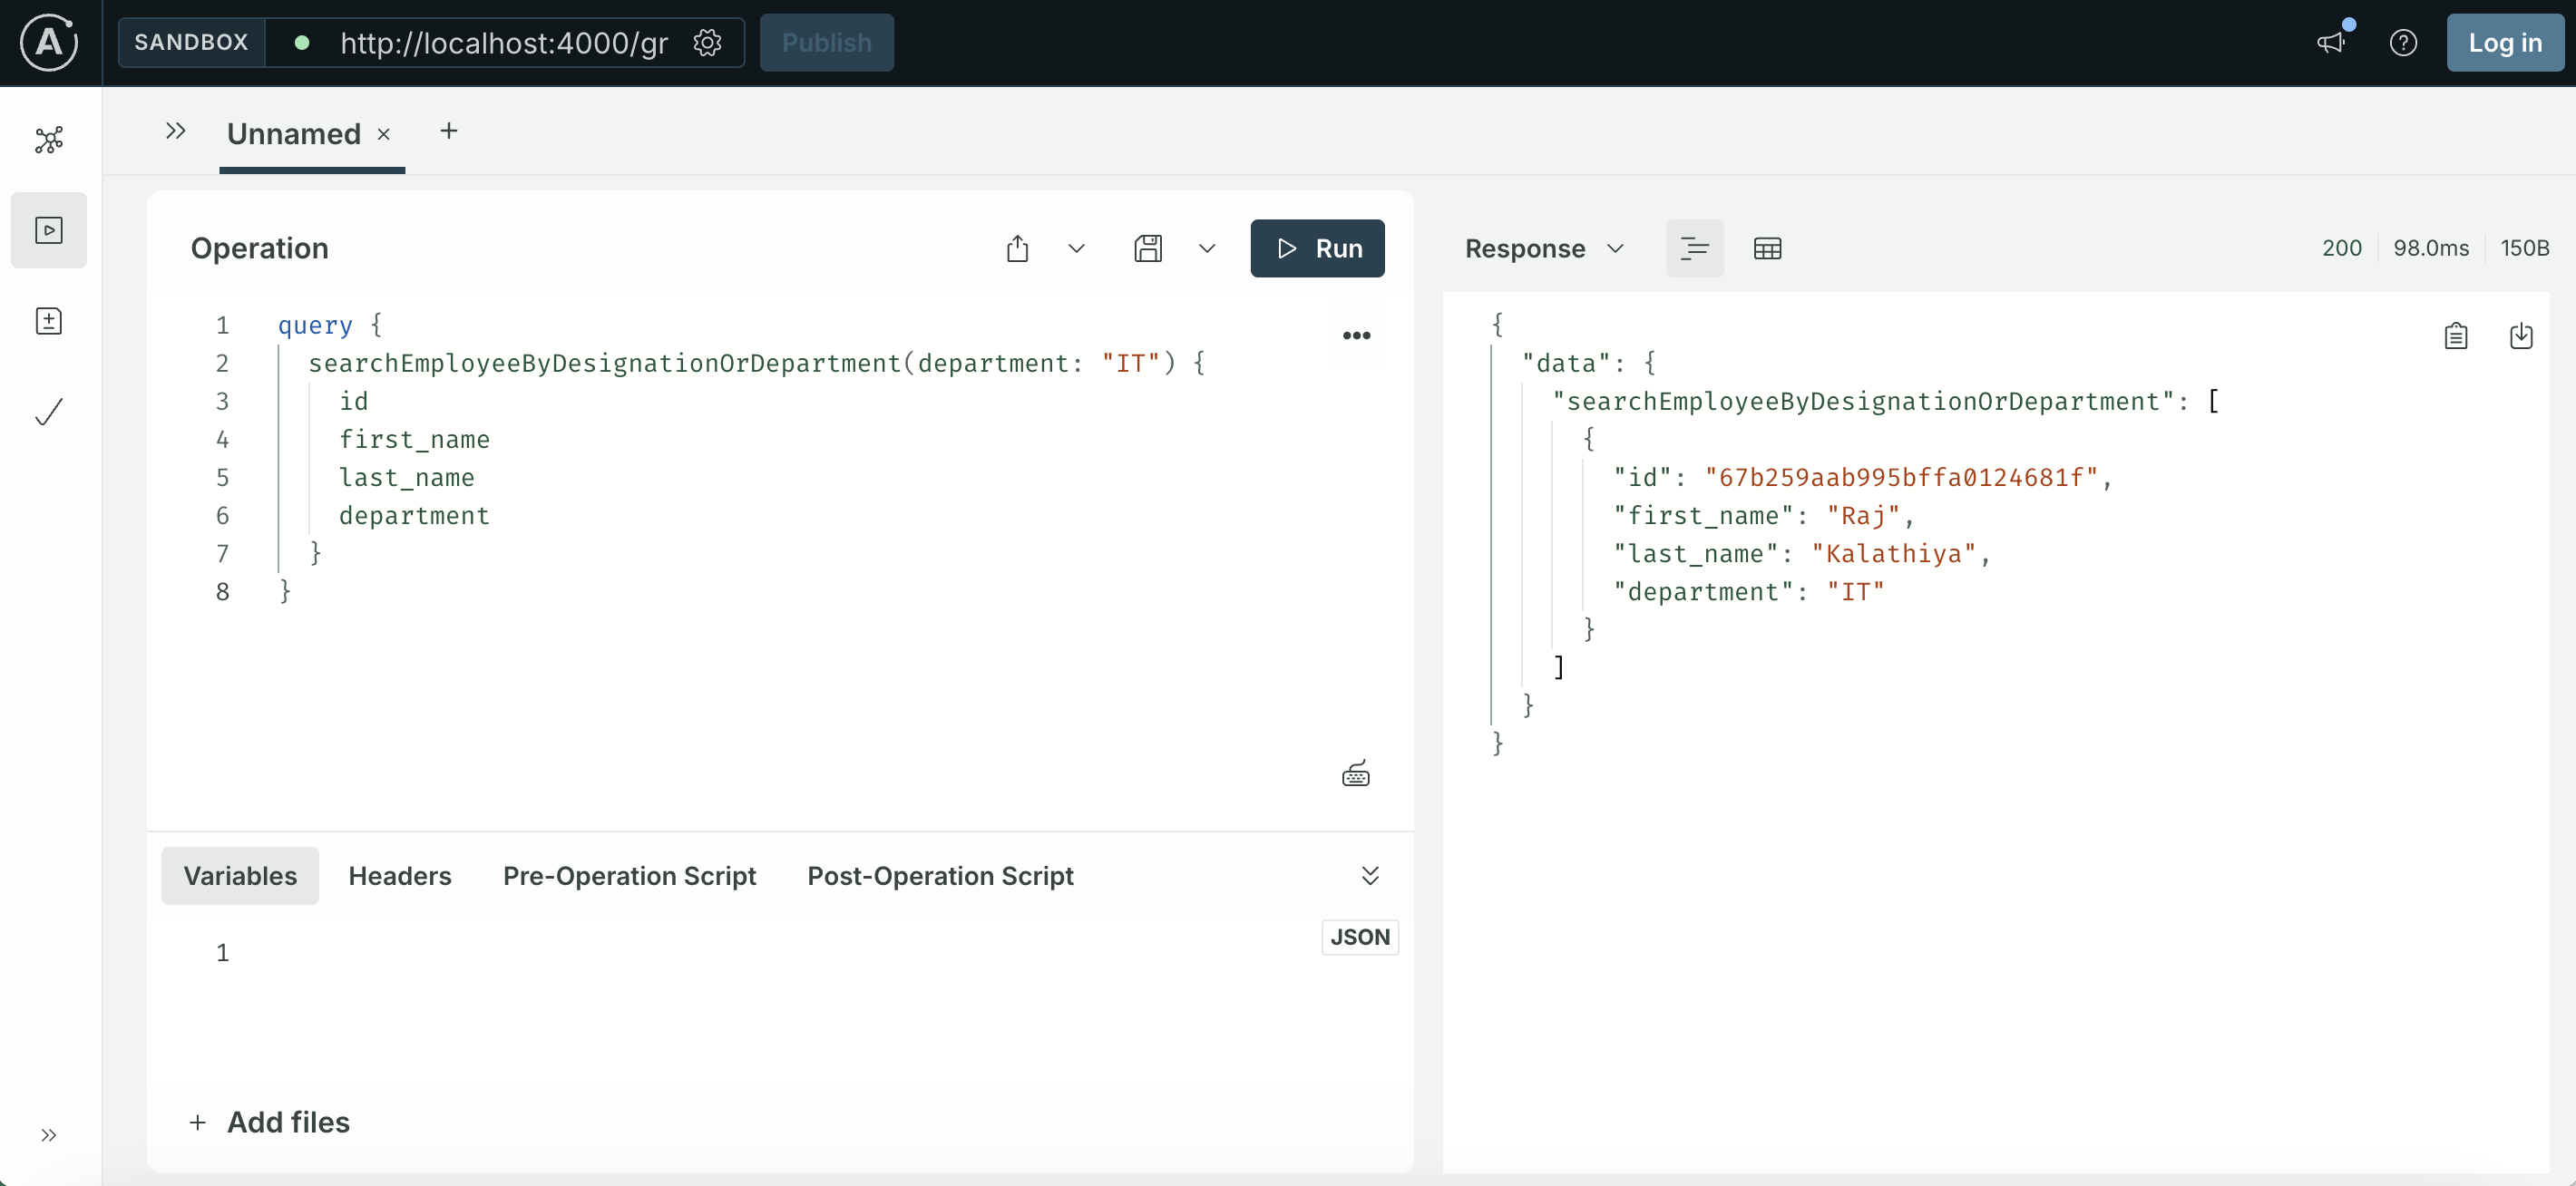 A SANDBOX http://localhost:4000/gr Publish Log in
Unnamed × +
Operation Run
1 query {
2 searchEmployeeByDesignationOrDepartment(department: "IT") {
3 id
4 first_name
5 last_name
6 department
7 }
8 }
Variables Headers Pre-Operation Script Post-Operation Script
JSON
1
+ Add files
Response 200 98.0ms 150B
{
"data": {
"searchEmployeeByDesignationOrDepartment": [
{
"id": "67b259aab995bffa0124681f",
"first_name": "Raj",
"last_name": "Kalathiya",
"department": "IT"
}
]
}
}